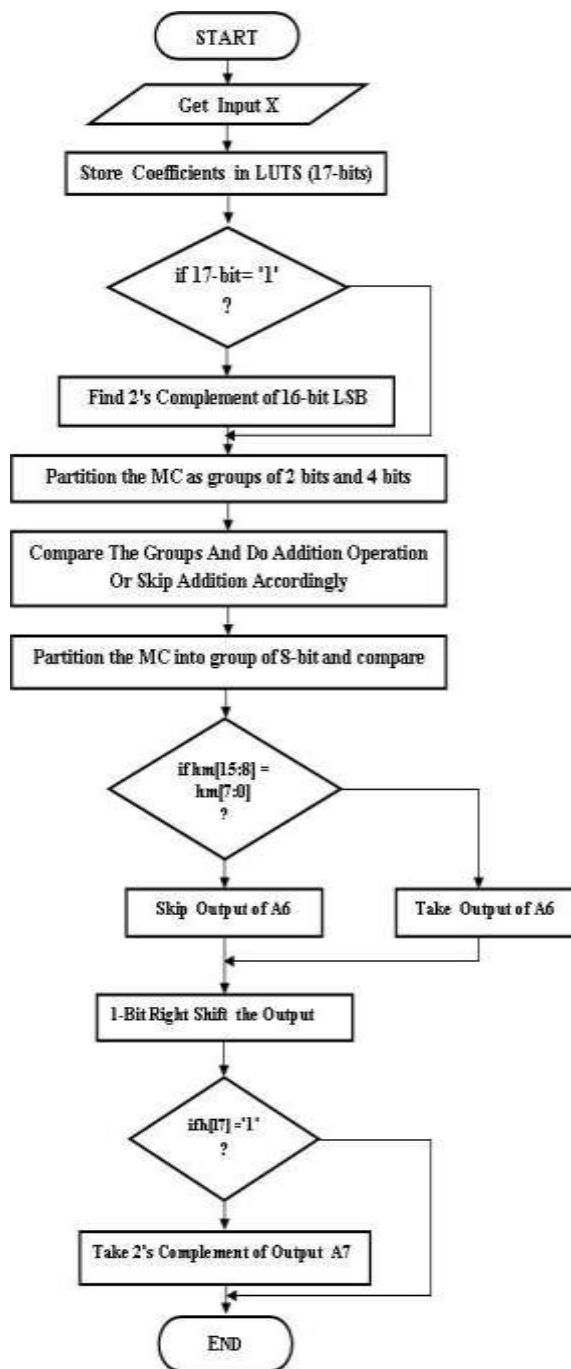 START
Get Input X
Store Coefficients in LUTS (17-bits)
if 17-bit= "1"
?
Find 2's Complement of 16-bit LSB
Partition the MC as groups of 2 bits and 4 bits
Compare The Groups And Do Addition Operation
Or Skip Addition Accordingly
Partition the MC into group of 8-bit and compare
if hm[15:8] =
hm[7:0]
?
Skip Output of A6
Take Output of A6
1-Bit Right Shift the Output
if h[17] ="1"
?
Take 2's Complement of Output A7
END